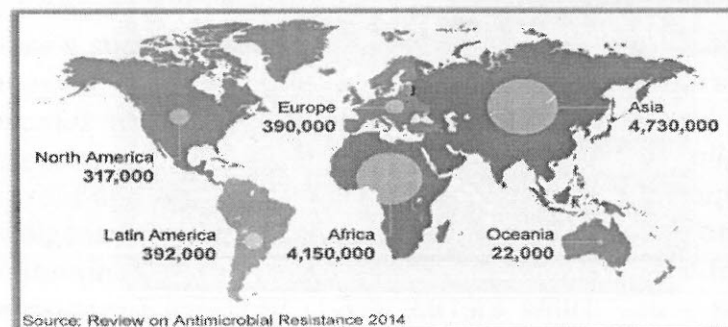 Europe
390,000
Asia
4,730,000
North America
317,000
Latin America
392,000
Africa
4,150,000
Oceania
22,000
Source: Review on Antimicrobial Resistance 2014